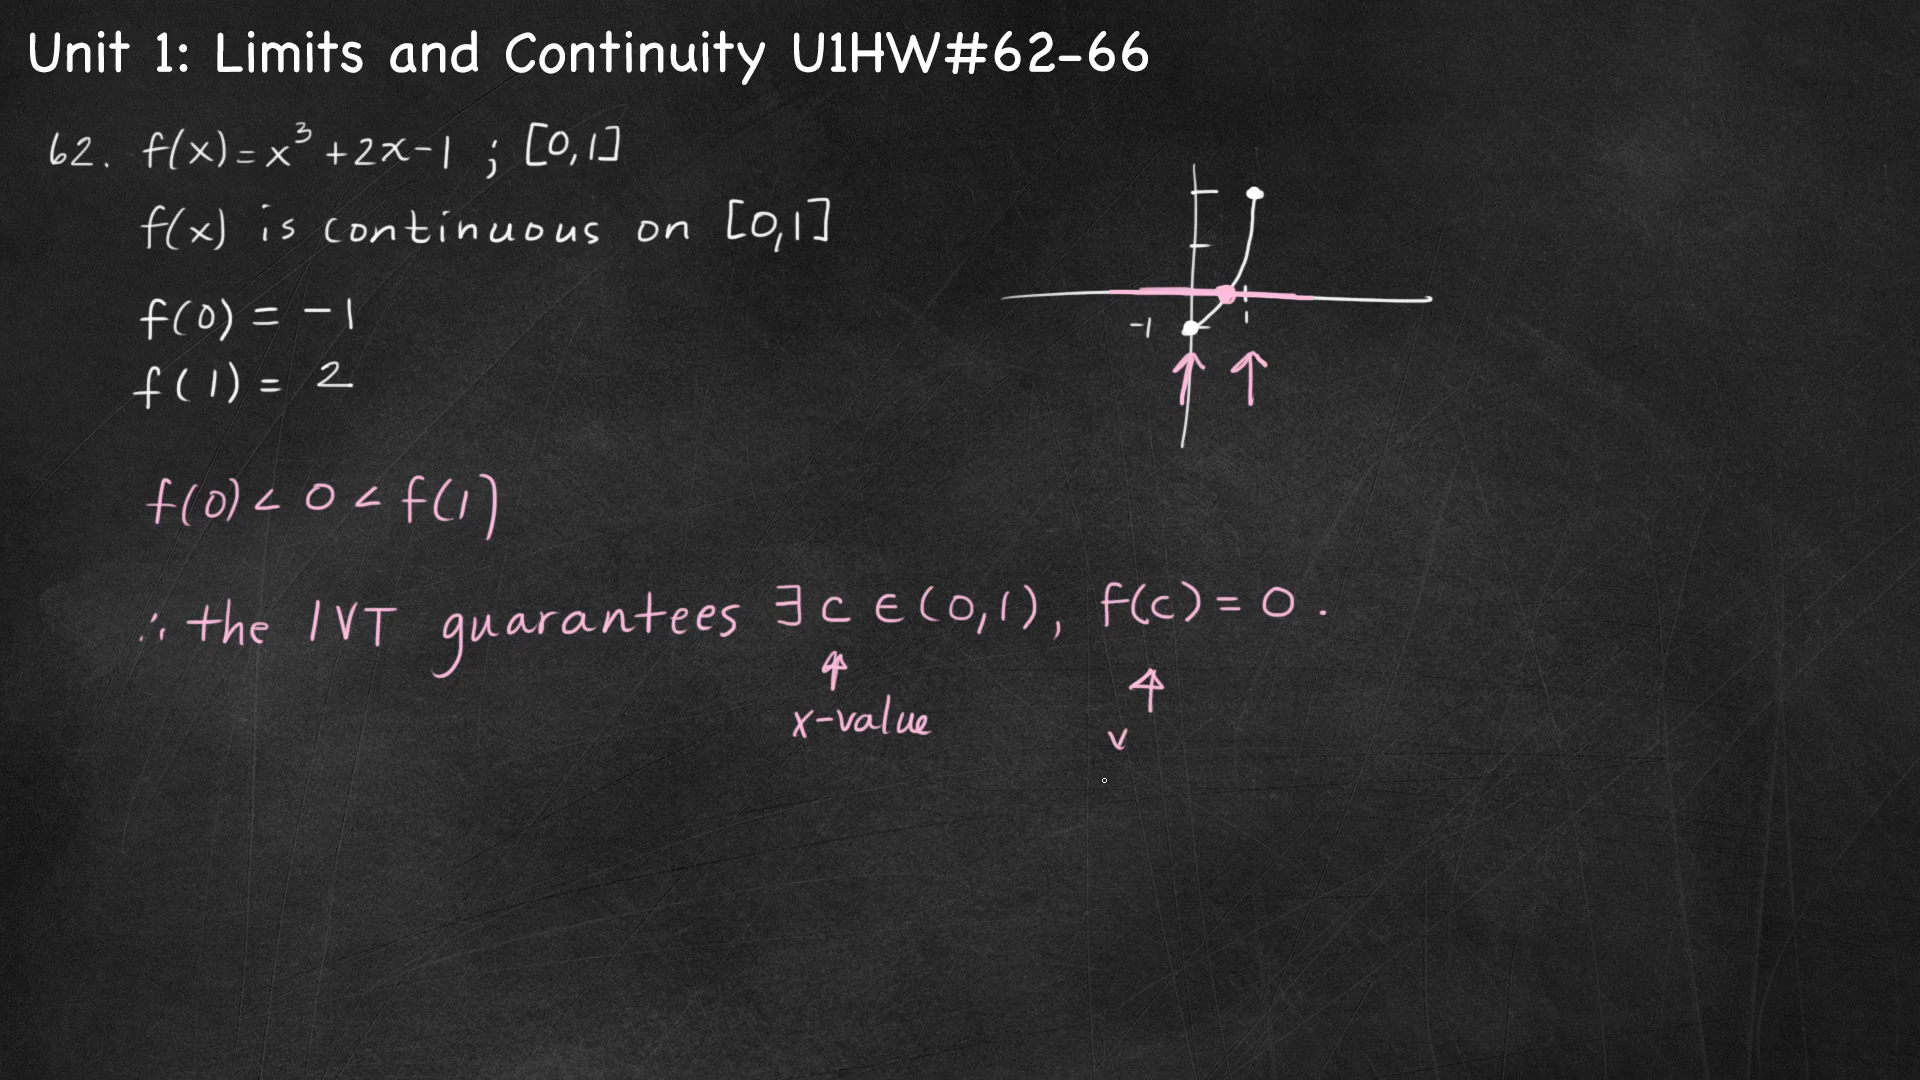 Unit 1: Limits and Continuity U1HW#62-66
62. f(x)=x³+2x-1 ; [0,1]
f(x) is continuous on [0,1]
f(0) = -1
f(1) = 2
-1
1
f(0) < 0 < f(1)
∴ the IVT guarantees ∃ c ∈ (0,1), f(c) = 0.
x-value
v